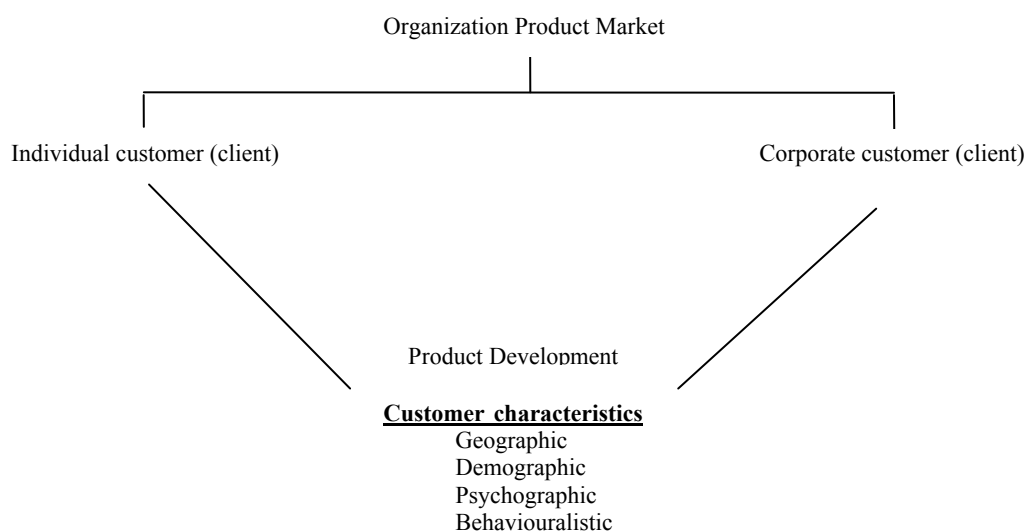 Organization Product Market
Individual customer (client)
Corporate customer (client)
Product Development
Customer characteristics
Geographic
Demographic
Psychographic
Behaviouralistic